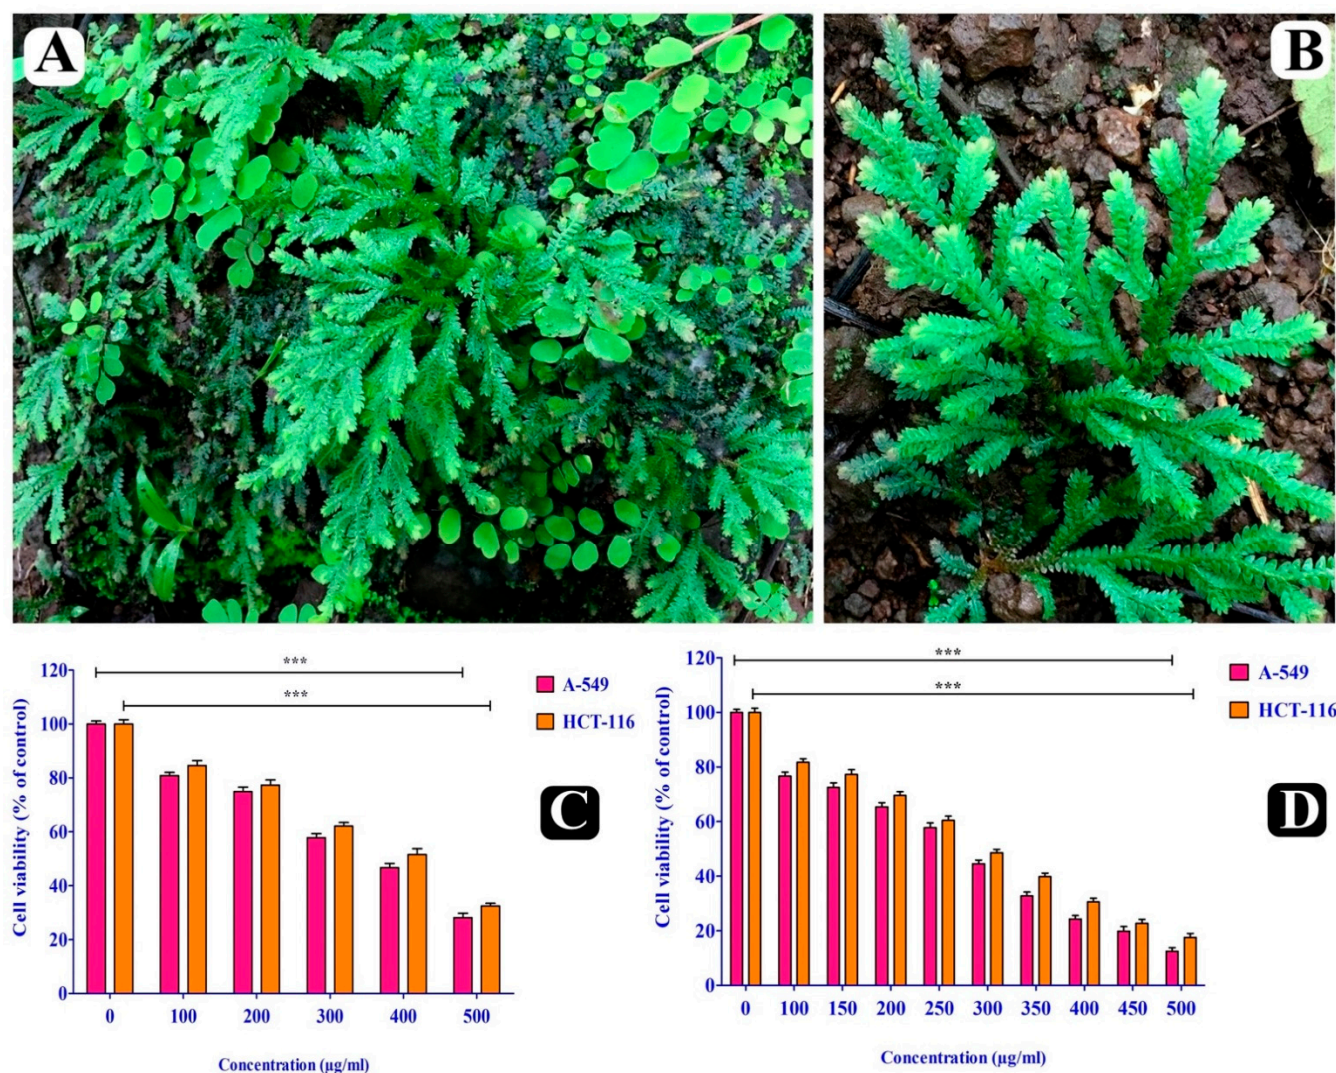 A
B
***
***
120
100
80
60
40
20
0
Cell viability (% of control)
0 100 200 300 400 500
Concentration (µg/ml)
A-549
HCT-116
C
***
***
120
100
80
60
40
20
0
Cell viability (% of control)
0 100 150 200 250 300 350 400 450 500
Concentration (µg/ml)
A-549
HCT-116
D